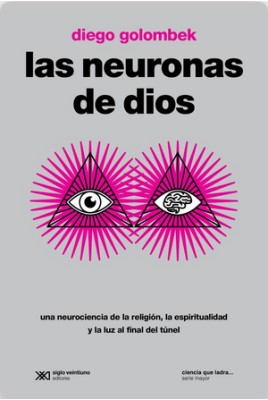 diego golombek
las neuronas
de dios
una neurociencia de la religión, la espiritualidad
y la luz al final del túnel
siglo veintiuno
editores
ciencia que ladra...
serie mayor